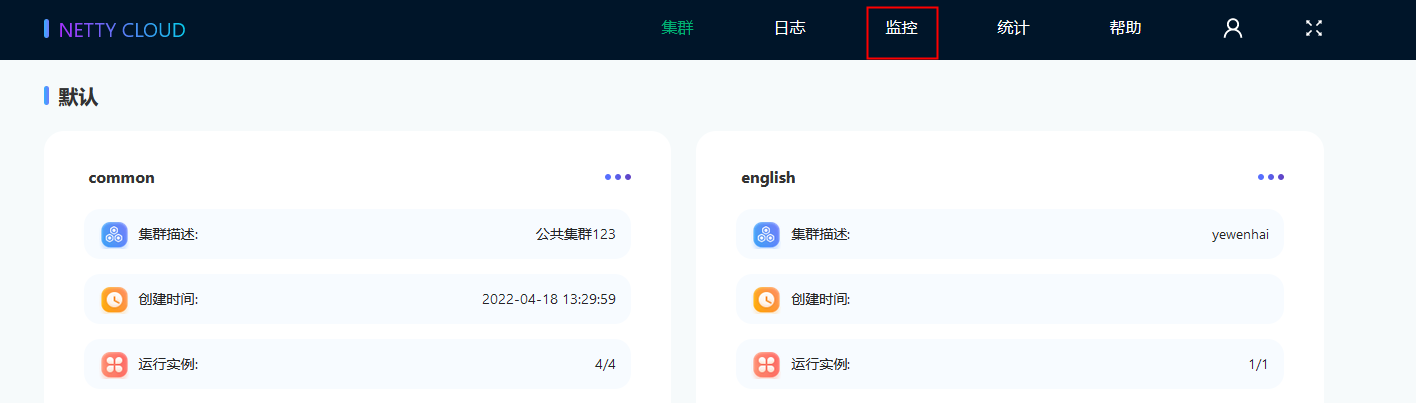 NETTY CLOUD 集群 日志 监控 统计 帮助
默认
common
集群描述: 公共集群123
创建时间: 2022-04-18 13:29:59
运行实例: 4/4
english
集群描述: yewenhai
创建时间:
运行实例: 1/1